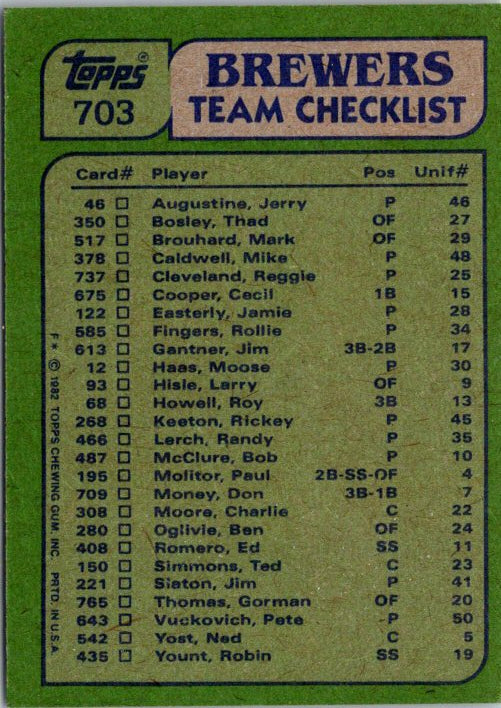 Topps®
703
BREWERS
TEAM CHECKLIST
Card# Player Pos Unif#
46 Augustine, Jerry P 46
350 Bosley, Thad OF 27
517 Brouhard, Mark OF 29
378 Caldwell, Mike P 48
737 Cleveland, Reggie P 25
675 Cooper, Cecil 1B 15
122 Easterly, Jamie P 28
585 Fingers, Rollie P 34
613 Gantner, Jim 3B-2B 17
12 Haas, Moose P 30
93 Hisle, Larry OF 9
68 Howell, Roy 3B 13
268 Keeton, Rickey P 45
466 Lerch, Randy P 35
487 McClure, Bob P 10
195 Molitor, Paul 2B-SS-OF 4
709 Money, Don 3B-1B 7
308 Moore, Charlie C 22
280 Oglivie, Ben OF 24
408 Romero, Ed SS 11
150 Simmons, Ted C 23
221 Slaton, Jim P 41
765 Thomas, Gorman OF 20
643 Vuckovich, Pete P 50
542 Yost, Ned C 5
435 Yount, Robin SS 19
F* © 1982 TOPPS CHEWING GUM, INC. PRTD. IN U.S.A.